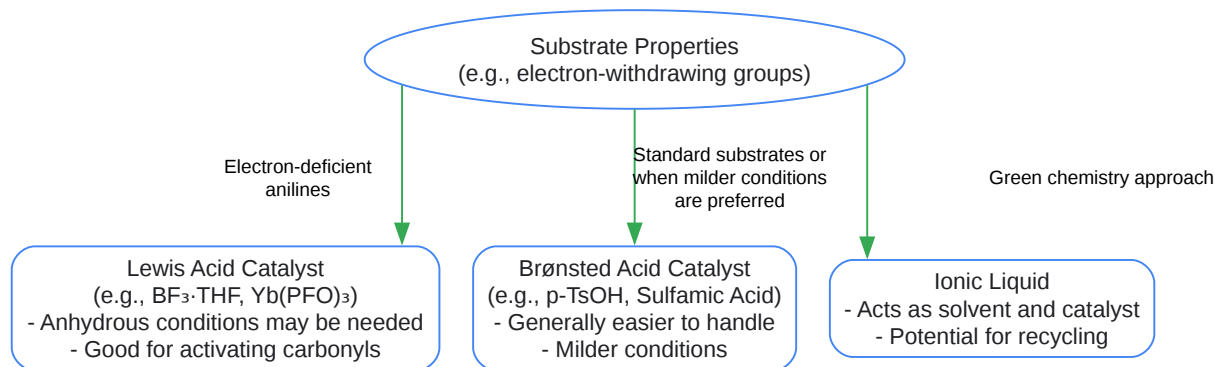 Substrate Properties
(e.g., electron-withdrawing groups)
Electron-deficient
anilines
Standard substrates or
when milder conditions
are preferred
Green chemistry approach
Lewis Acid Catalyst
(e.g., BF₃·THF, Yb(PFO)₃)
- Anhydrous conditions may be needed
- Good for activating carbonyls
Brønsted Acid Catalyst
(e.g., p-TsOH, Sulfamic Acid)
- Generally easier to handle
- Milder conditions
Ionic Liquid
- Acts as solvent and catalyst
- Potential for recycling